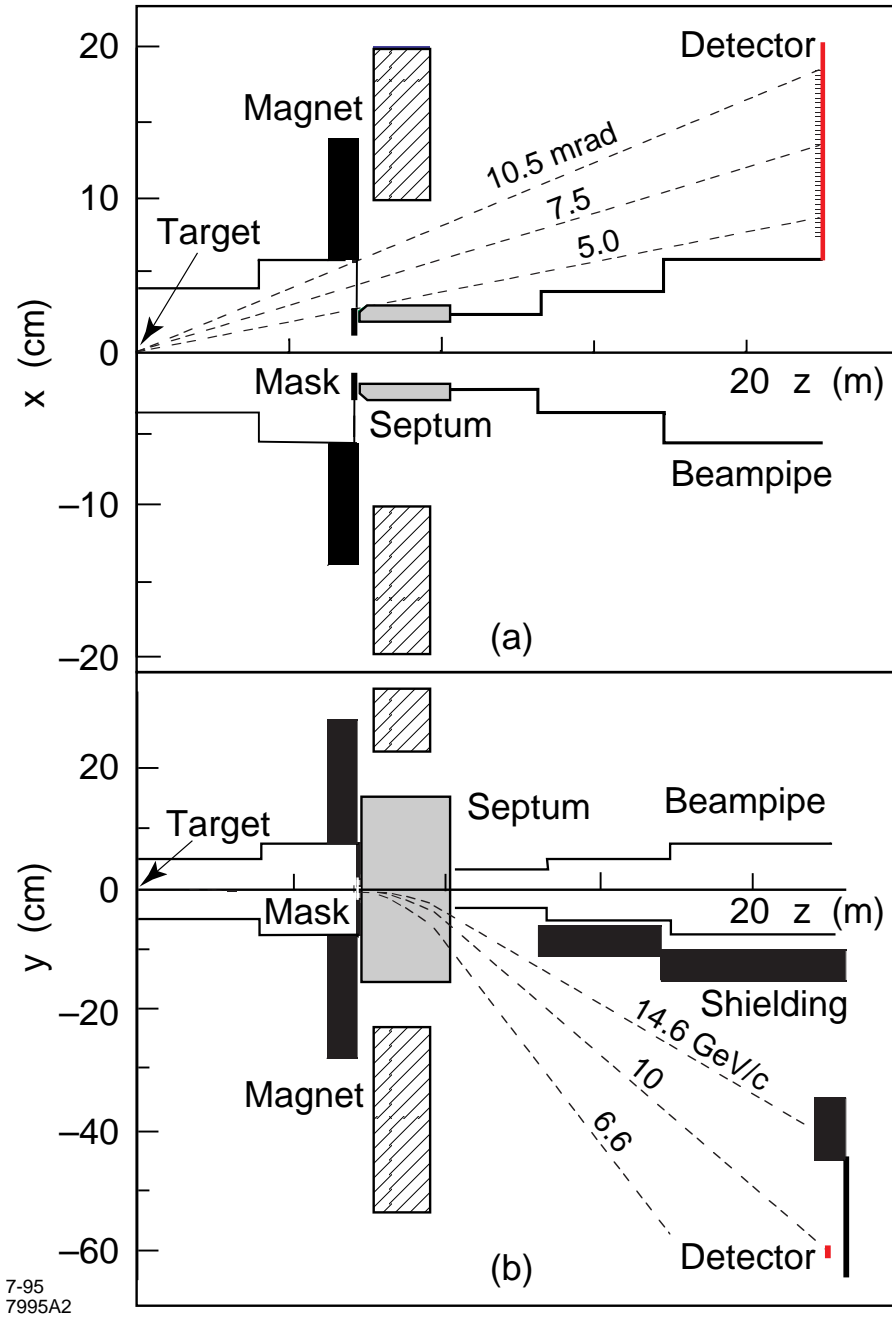 20
Detector
Magnet
10.5 mrad
10
7.5
Target
5.0
x (cm)
0
Mask
20 z (m)
Septum
Beampipe
–10
(a)
–20
20
Septum
Beampipe
Target
y (cm)
0
Mask
20 z (m)
–20
Shielding
14.6 GeV/c
Magnet
10
–40
6.6
–60
Detector
(b)
7-95
7995A2